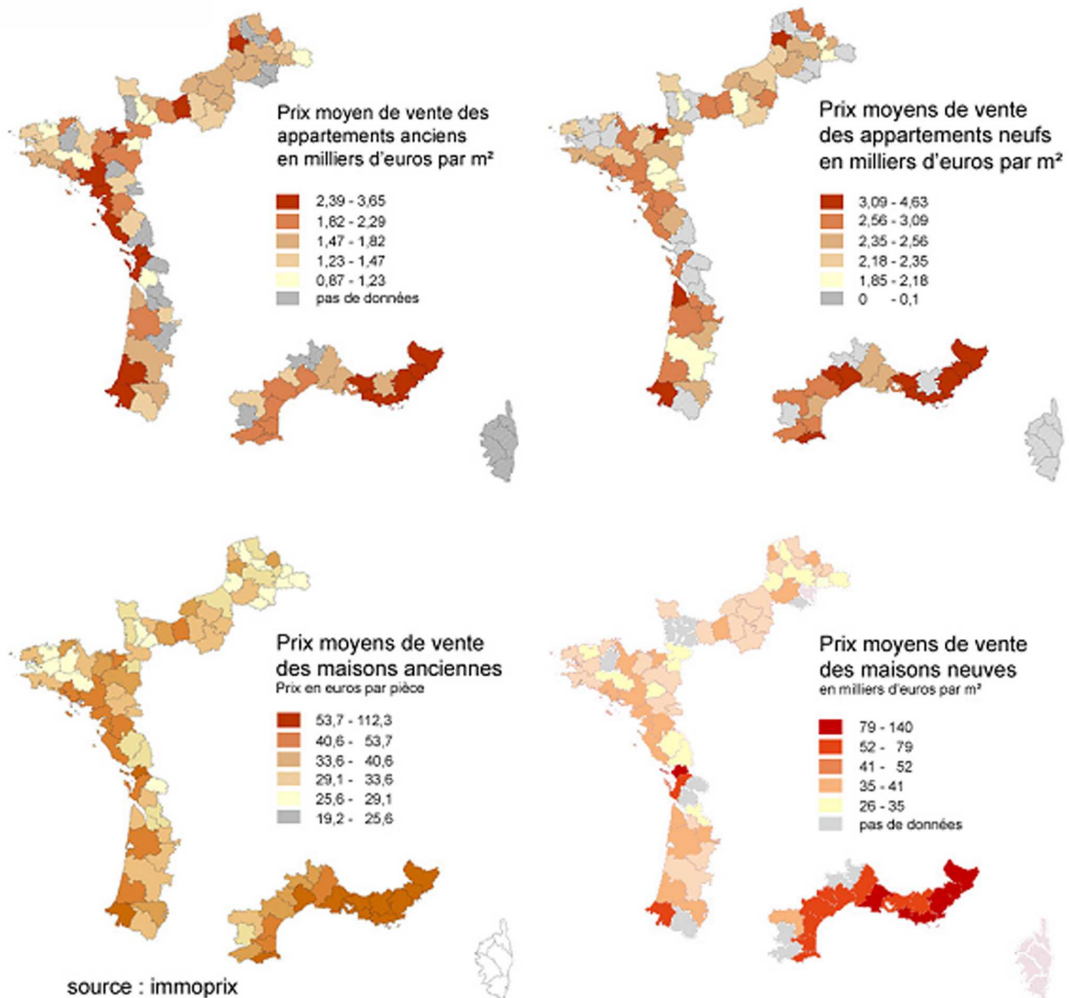 Prix moyen de vente des
appartements anciens
en milliers d'euros par m²
2,39 - 3,65
1,82 - 2,29
1,47 - 1,82
1,23 - 1,47
0,87 - 1,23
pas de données
Prix moyens de vente
des appartements neufs
en milliers d'euros par m²
3,09 - 4,63
2,56 - 3,09
2,35 - 2,56
2,18 - 2,35
1,85 - 2,18
0 - 0,1
Prix moyens de vente
des maisons anciennes
Prix en euros par pièce
53,7 - 112,3
40,6 - 53,7
33,6 - 40,6
29,1 - 33,6
25,6 - 29,1
19,2 - 25,6
Prix moyens de vente
des maisons neuves
en milliers d'euros par m²
79 - 140
52 - 79
41 - 52
35 - 41
26 - 35
pas de données
source : immoprix